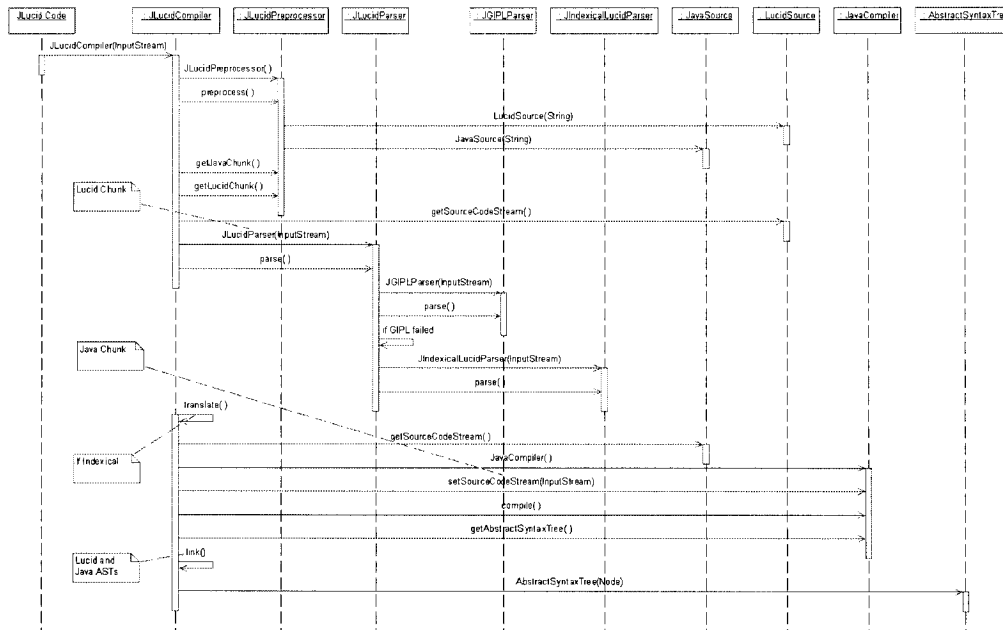 JLucid Code
: JLucidCompiler
: JLucidPreprocessor
: JLucidParser
: JGIPLParser
: JIndexicalLucidParser
: JavaSource
: LucidSource
: JavaCompiler
: AbstractSyntaxTree
JLucidCompiler(InputStream)
JLucidPreprocessor( )
preprocess( )
LucidSource(String)
JavaSource(String)
getJavaChunk( )
getLucidChunk( )
Lucid Chunk
getSourceCodeStream( )
JLucidParser(InputStream)
parse( )
JGIPLParser(InputStream)
parse( )
if GIPL failed
Java Chunk
JIndexicalLucidParser(InputStream)
parse( )
translate( )
getSourceCodeStream( )
If Indexical
JavaCompiler( )
setSourceCodeStream(InputStream)
compile( )
getAbstractSyntaxTree( )
link()
Lucid and
Java ASTs
AbstractSyntaxTree(Node)